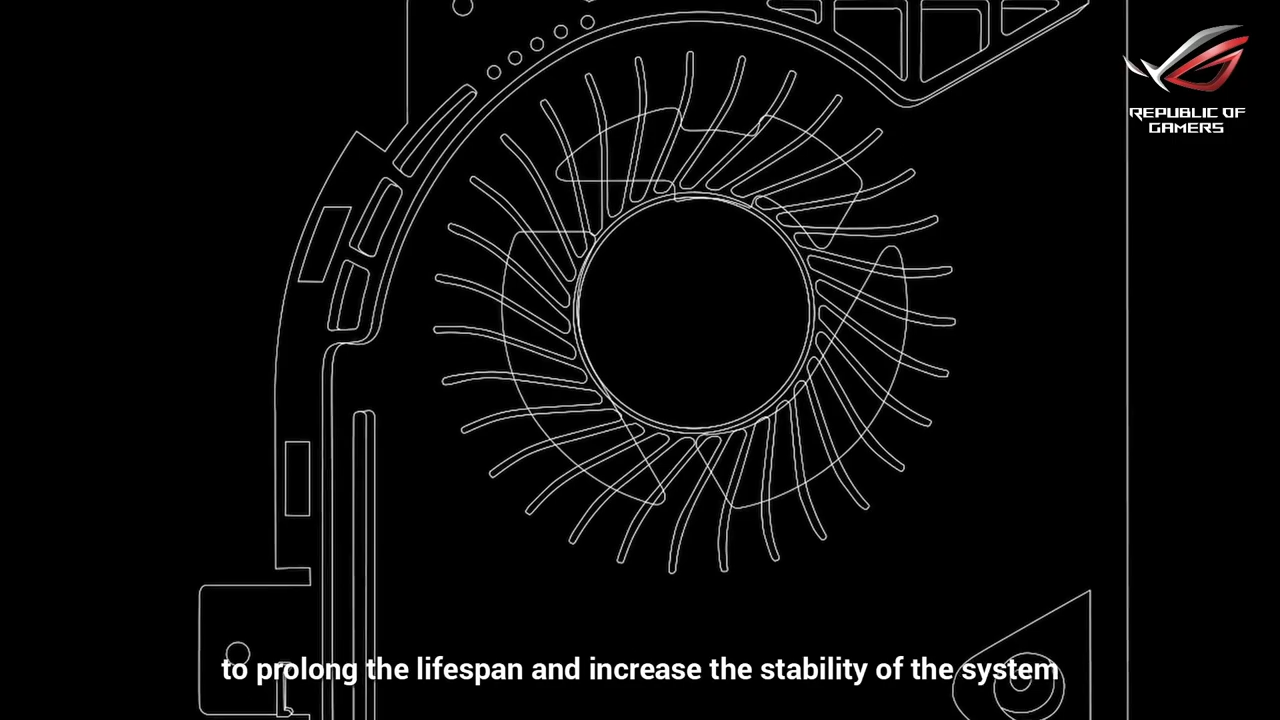 REPUBLIC OF
GAMERS
to prolong the lifespan and increase the stability of the system